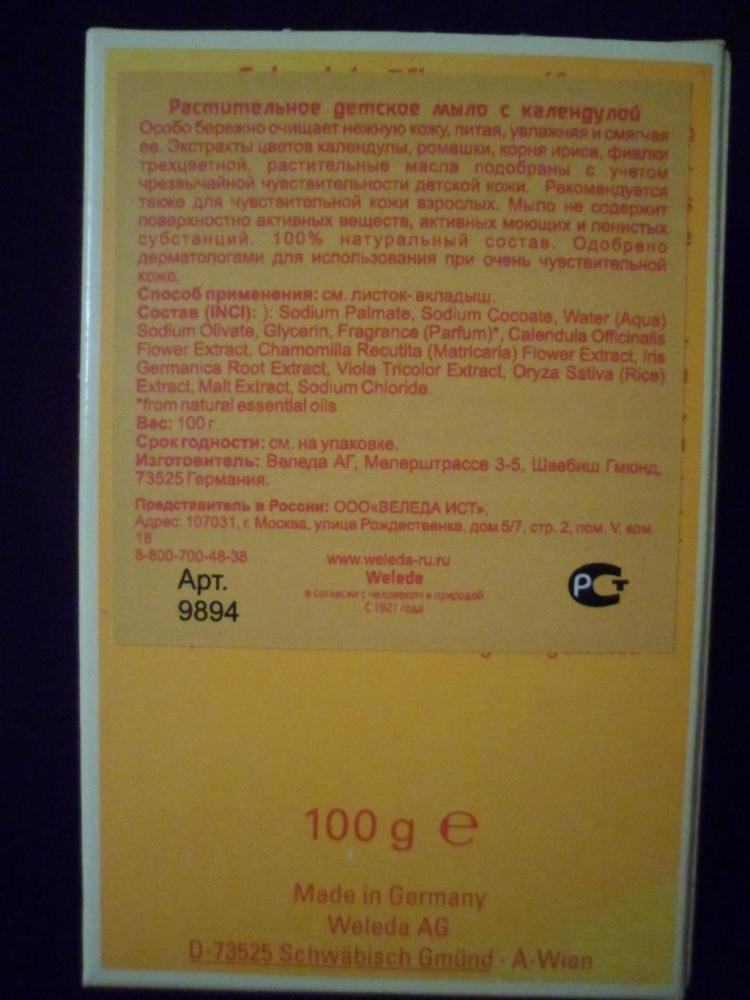 Растительное детское мыло с календулой
Особо бережно очищает нежную кожу, питая, увлажняя и смягчая
ее. Экстракты цветов календулы, ромашки, корня ириса, фиалки
трехцветной, растительные масла подобраны с учетом
чрезвычайной чувствительности детской кожи. Рекомендуется
также для чувствительной кожи взрослых. Мыло не содержит
поверхностно активных веществ, активных моющих и пенистых
субстанций. 100% натуральный состав. Одобрено
дерматологами для использования при очень чувствительной
коже.
Способ применения: см. листок- вкладыш.
Состав (INCI): ): Sodium Palmate, Sodium Cocoate, Water (Aqua)
Sodium Olivate, Glycerin, Fragrance (Parfum)*, Calendula Officinalis
Flower Extract, Chamomilla Recutita (Matricaria) Flower Extract, Iris
Germanica Root Extract, Viola Tricolor Extract, Oryza Sativa (Rice)
Extract, Malt Extract, Sodium Chloride.
*from natural essential oils
Вес: 100 г
Срок годности: см. на упаковке.
Изготовитель: Веледа АГ, Мелерштрассе 3-5, Швебиш Гмюнд,
73525 Германия.
Представитель в России: ООО«ВЕЛЕДА ИСТ»,
Адрес: 107031, г. Москва, улица Рождественка, дом 5/7, стр. 2, пом. V, ком.
18
8-800-700-48-38 www.weleda-ru.ru
Арт. Weleda
9894 в согласии с человеком и природой
С 1921 года
РСТ
100 g ℮
Made in Germany
Weleda AG
D-73525 Schwäbisch Gmünd · A-Wien